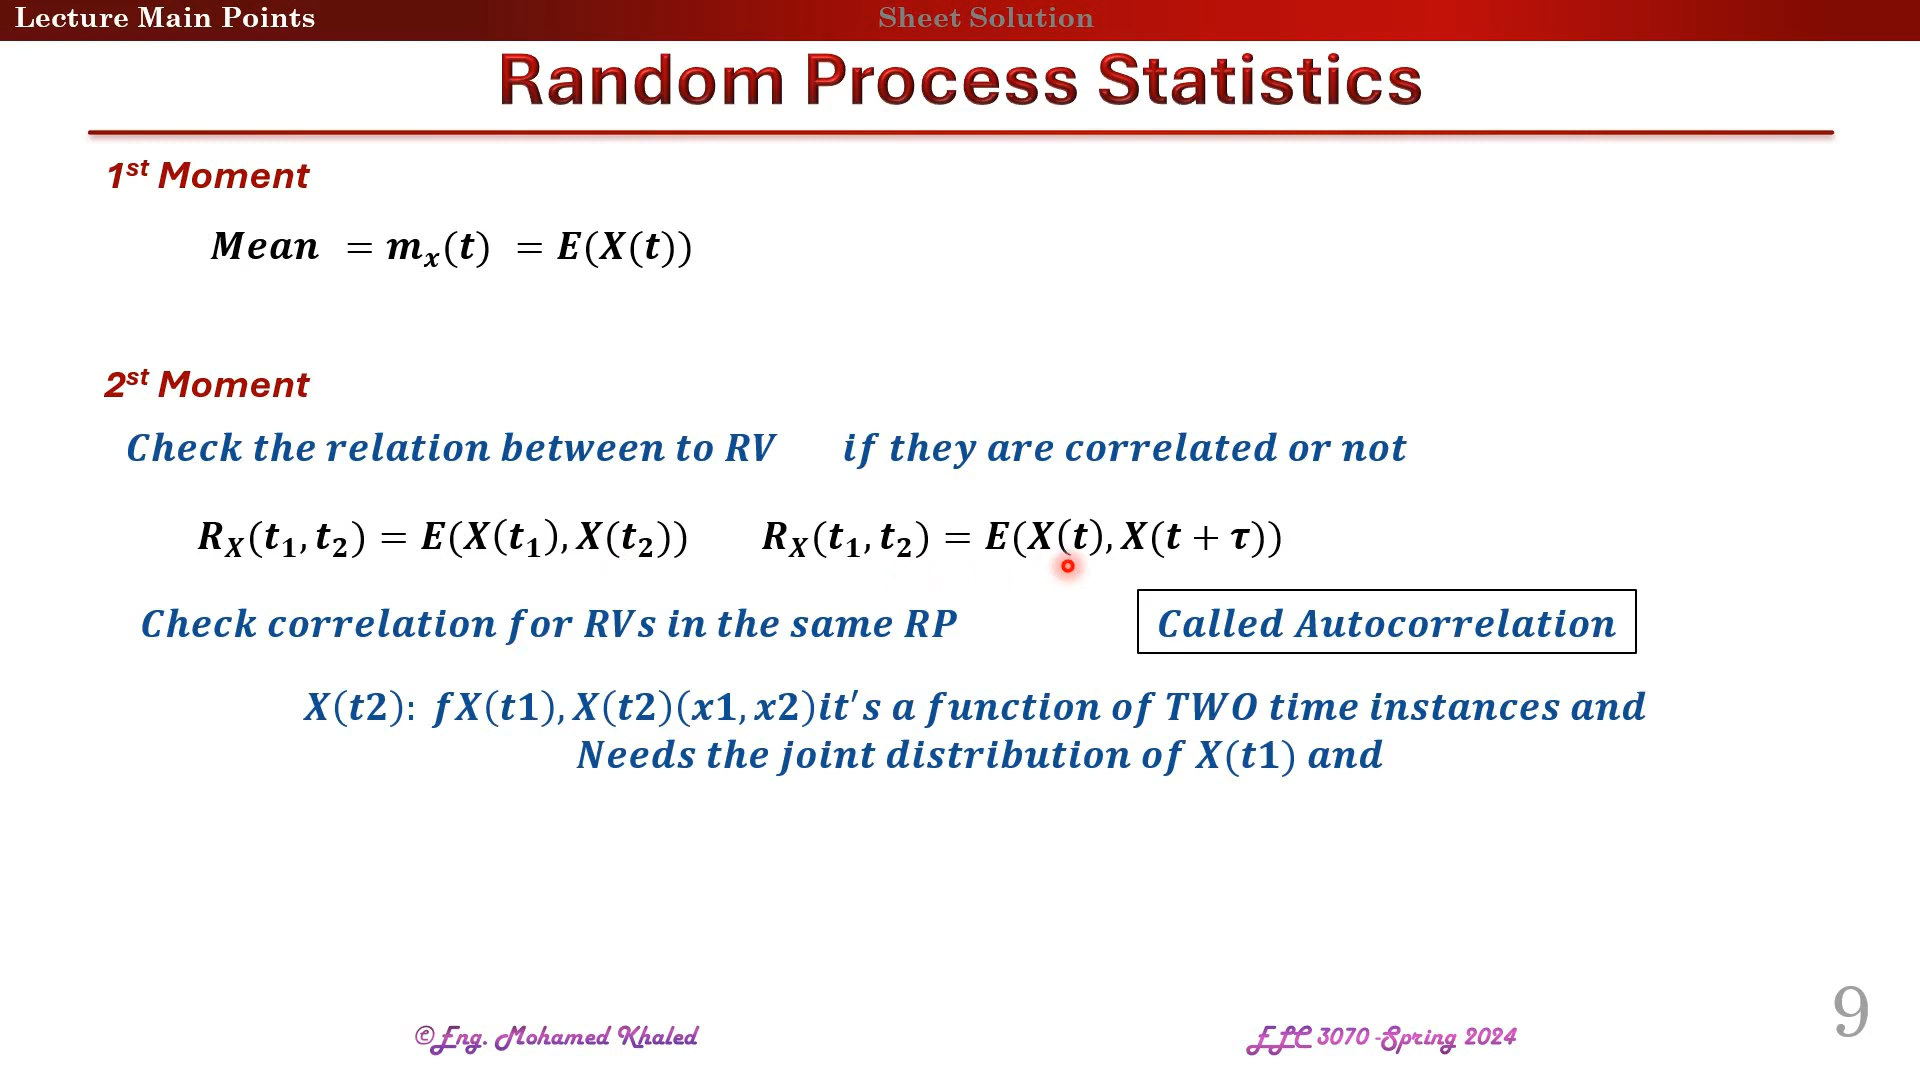 Lecture Main Points Sheet Solution
Random Process Statistics
1st Moment
Mean = mₓ(t) = E(X(t))
2st Moment
Check the relation between to RV if they are correlated or not
R_X(t₁, t₂) = E(X(t₁), X(t₂)) R_X(t₁, t₂) = E(X(t), X(t + τ))
Check correlation for RVs in the same RP Called Autocorrelation
X(t2): fX(t1), X(t2)(x1, x2)it′s a function of TWO time instances and
Needs the joint distribution of X(t1) and
©Eng. Mohamed Khaled ELC 3070 -Spring 2024
9